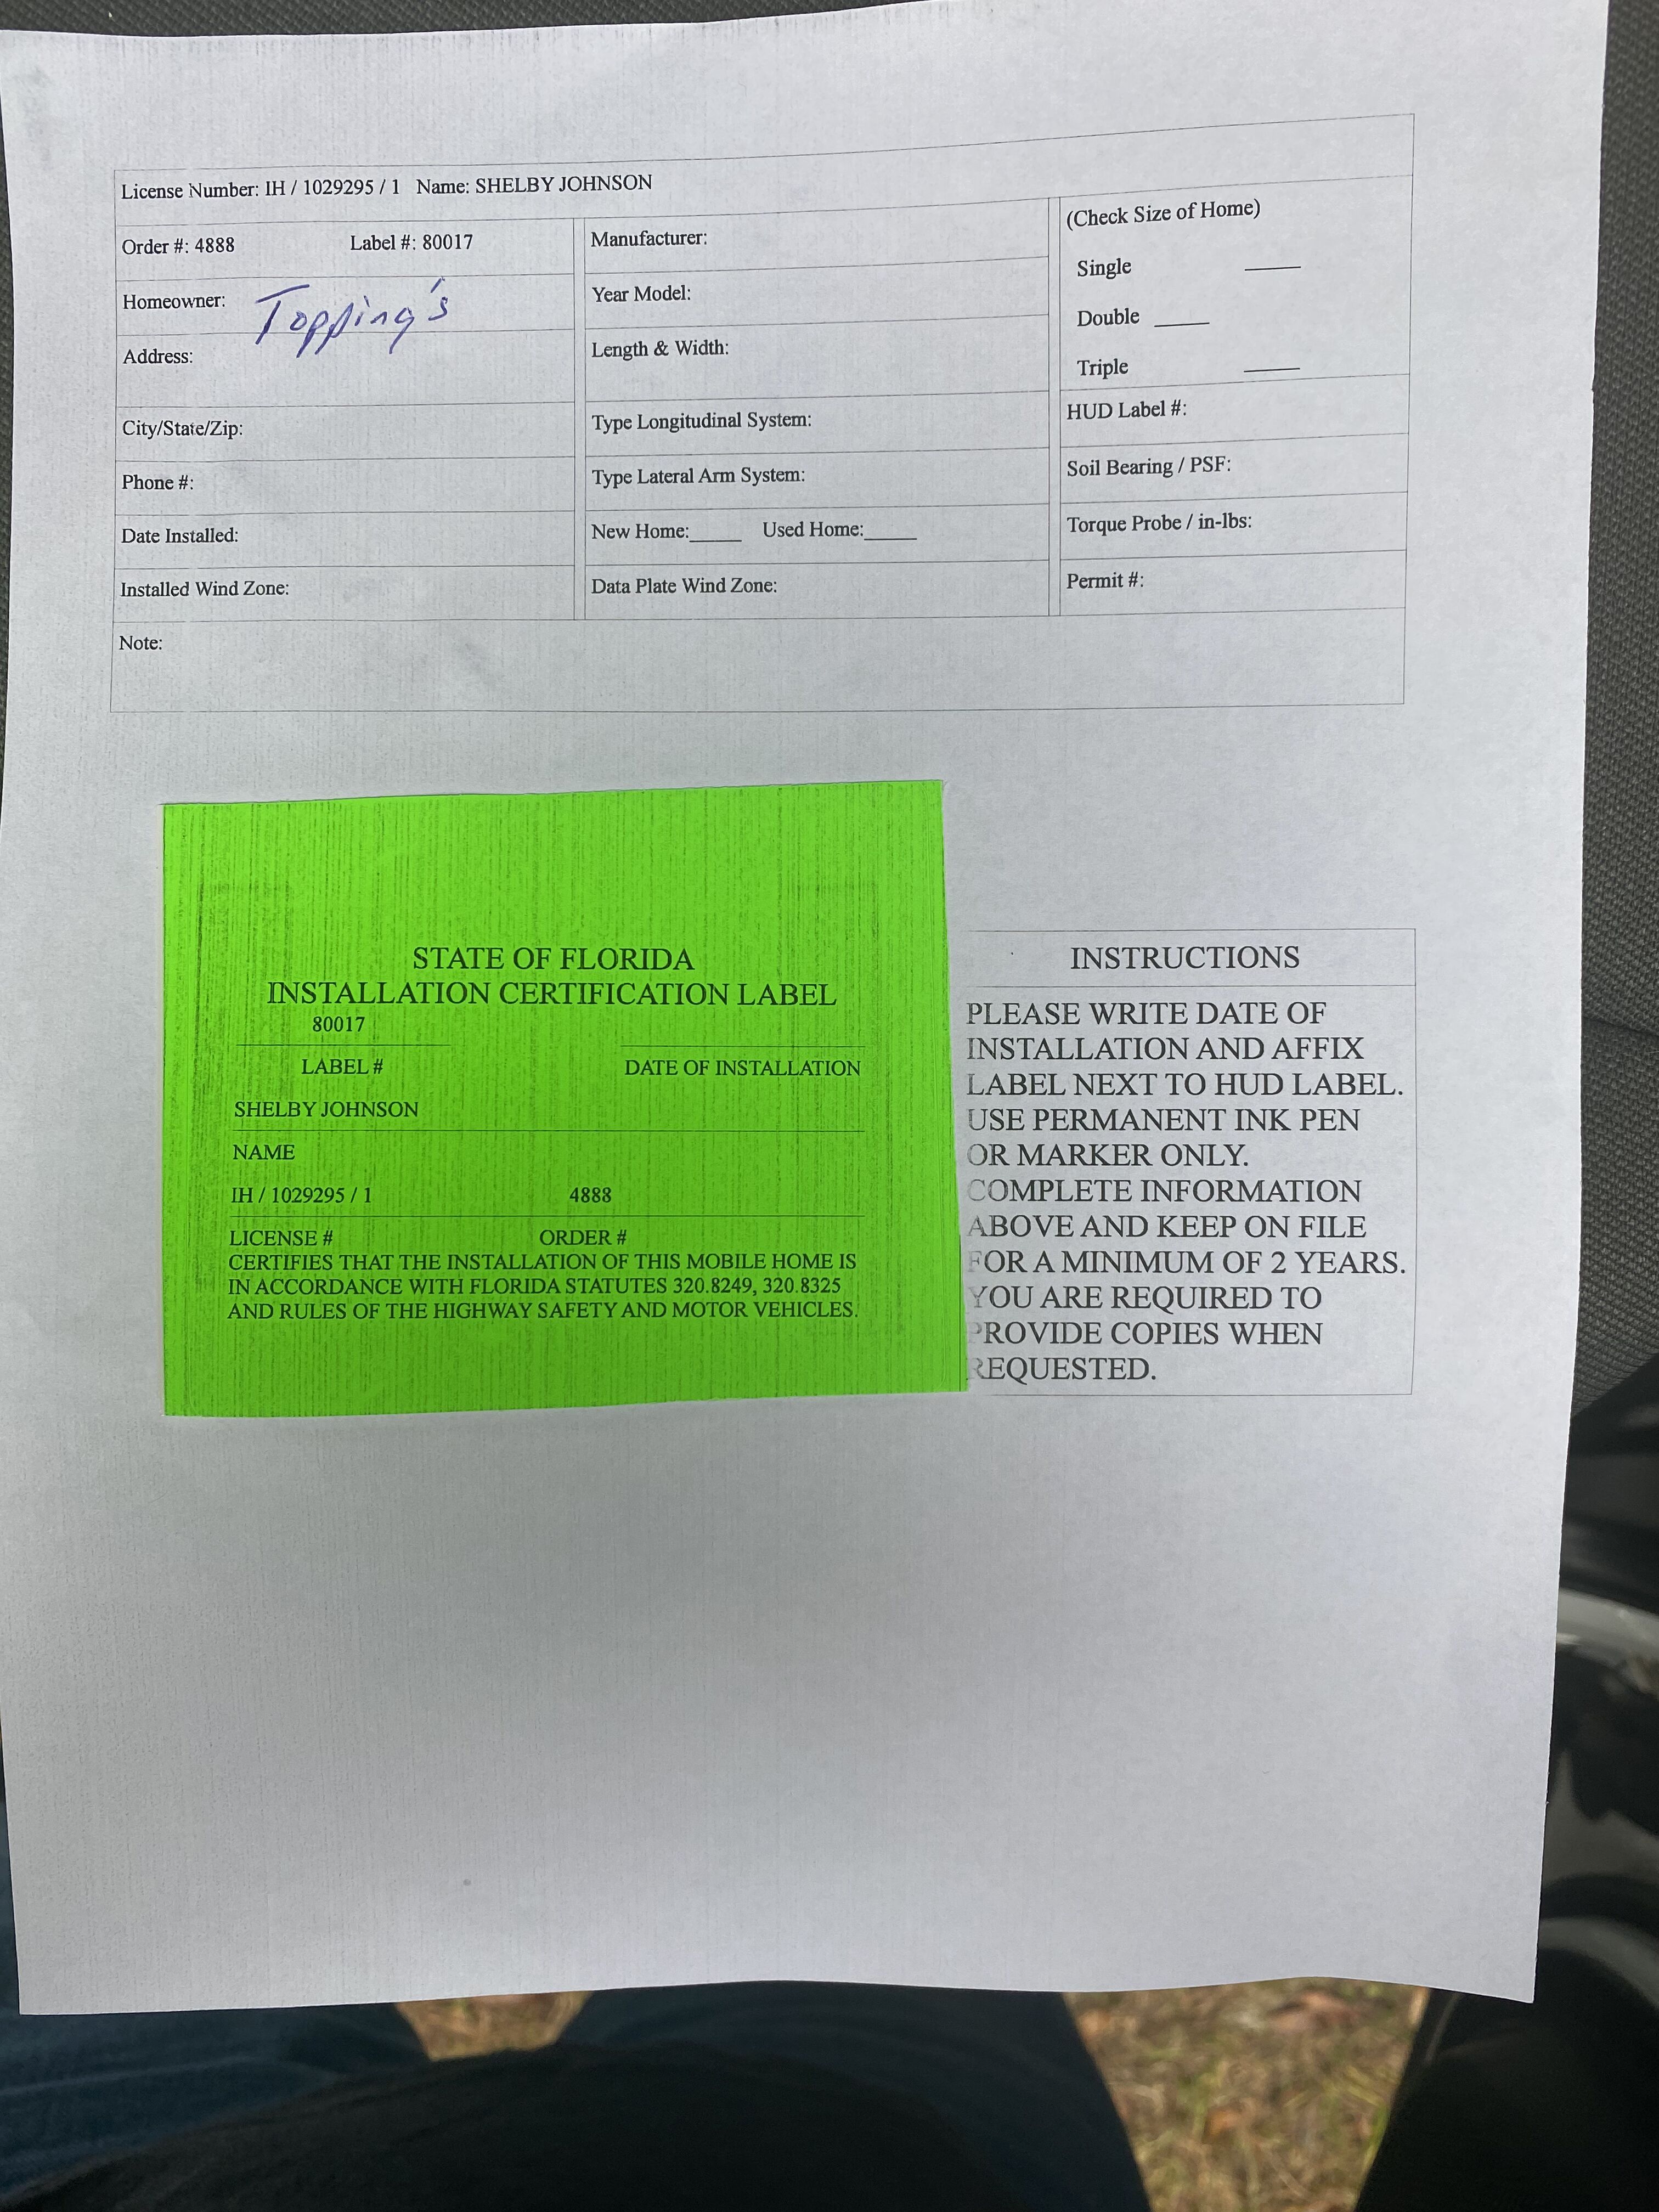 License Number: IH / 1029295 / 1 Name: SHELBY JOHNSON
Order #: 4888 Label #: 80017
Homeowner: Topping's
Address:
City/State/Zip:
Phone #:
Date Installed:
Installed Wind Zone:
Manufacturer:
Year Model:
Length & Width:
Type Longitudinal System:
Type Lateral Arm System:
New Home:_____ Used Home:_____
Data Plate Wind Zone:
(Check Size of Home)
Single _____
Double _____
Triple _____
HUD Label #:
Soil Bearing / PSF:
Torque Probe / in-lbs:
Permit #:
Note:
STATE OF FLORIDA
INSTALLATION CERTIFICATION LABEL
80017
LABEL # DATE OF INSTALLATION
SHELBY JOHNSON
NAME
IH / 1029295 / 1 4888
LICENSE # ORDER #
CERTIFIES THAT THE INSTALLATION OF THIS MOBILE HOME IS
IN ACCORDANCE WITH FLORIDA STATUTES 320.8249, 320.8325
AND RULES OF THE HIGHWAY SAFETY AND MOTOR VEHICLES.
INSTRUCTIONS
PLEASE WRITE DATE OF
INSTALLATION AND AFFIX
LABEL NEXT TO HUD LABEL.
USE PERMANENT INK PEN
OR MARKER ONLY.
COMPLETE INFORMATION
ABOVE AND KEEP ON FILE
FOR A MINIMUM OF 2 YEARS.
YOU ARE REQUIRED TO
PROVIDE COPIES WHEN
REQUESTED.